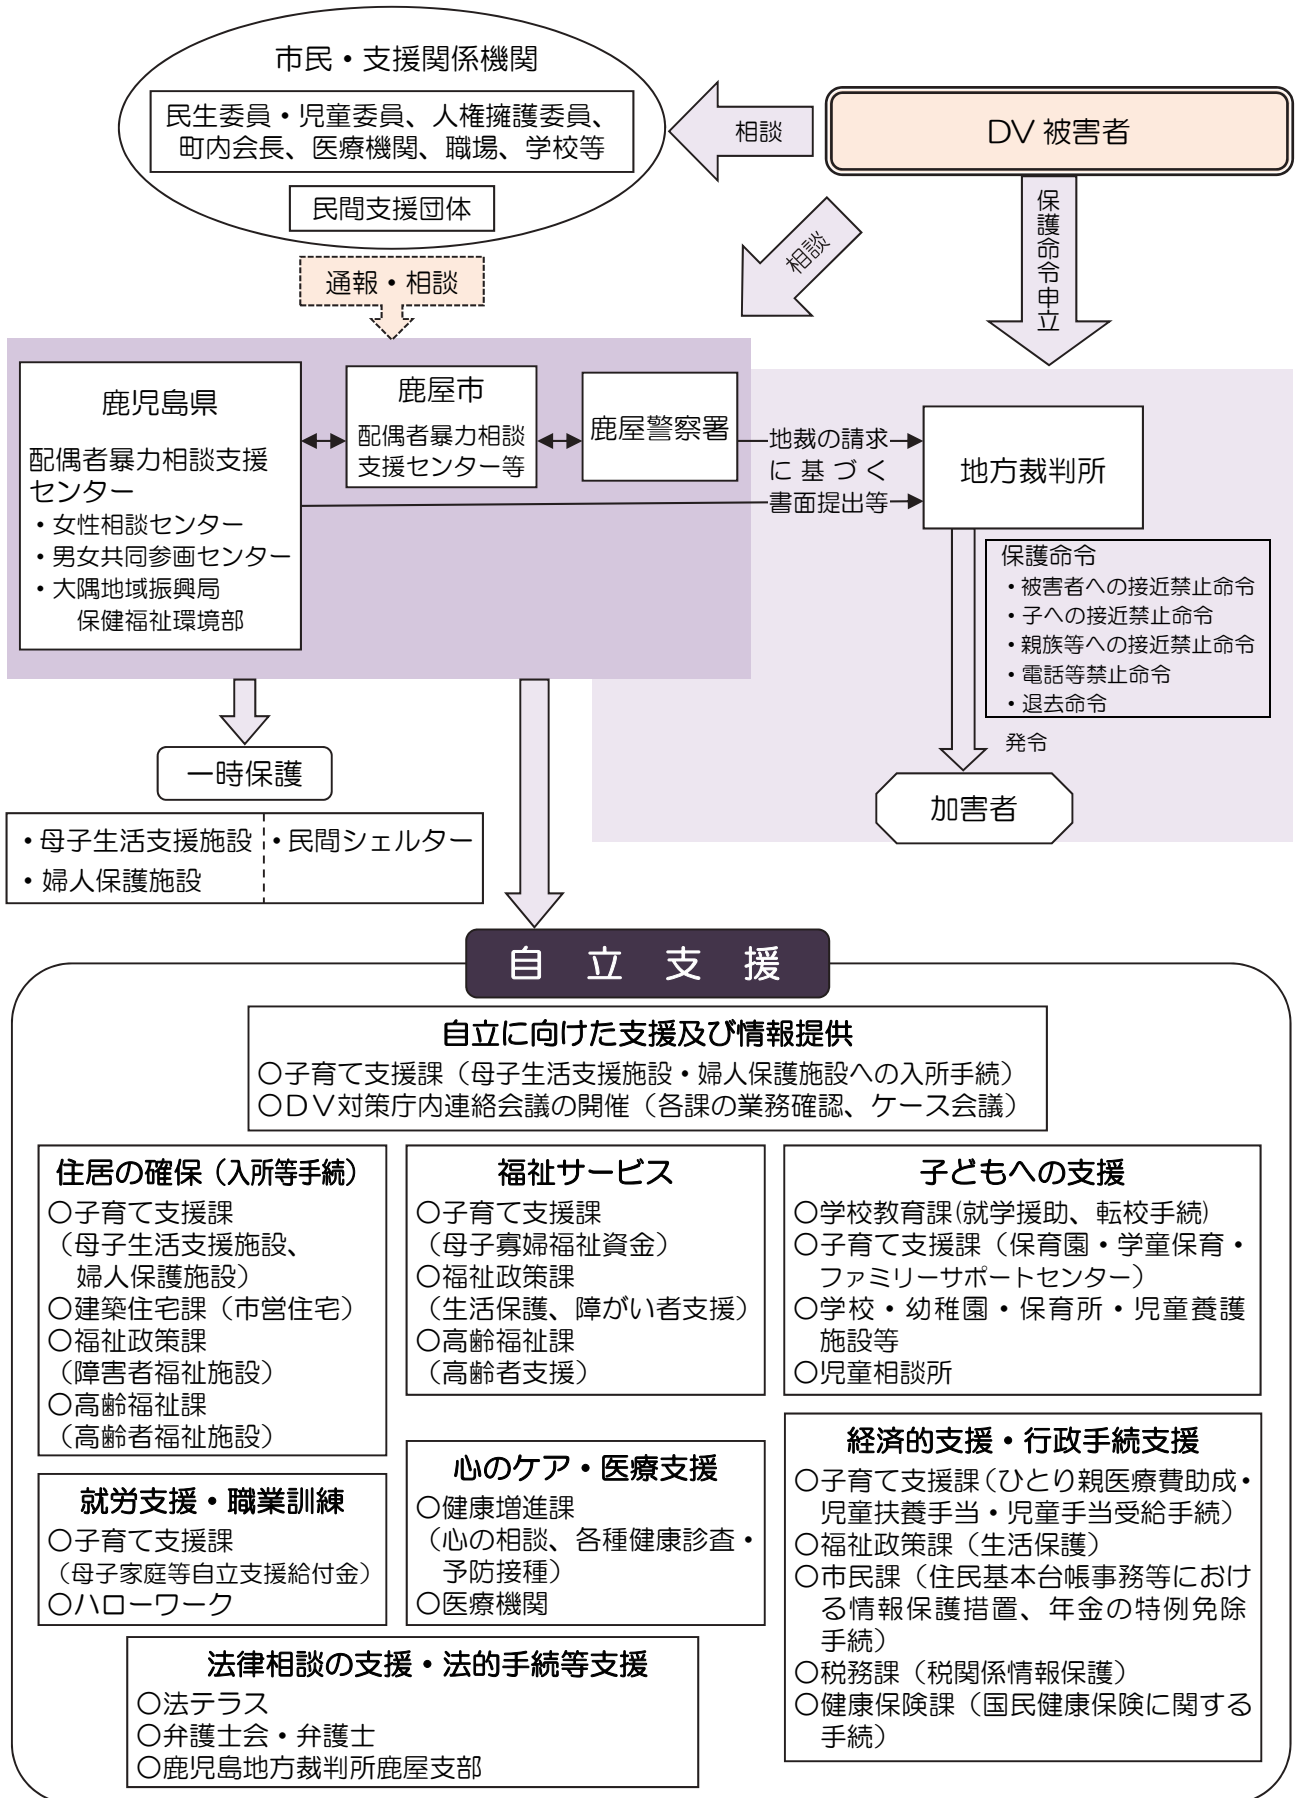 市民・支援関係機関
民生委員・児童委員、人権擁護委員、
町内会長、医療機関、職場、学校等
民間支援団体
相談
DV 被害者
相談
保護命令申立
通報・相談
鹿児島県
配偶者暴力相談支援
センター
・女性相談センター
・男女共同参画センター
・大隅地域振興局
保健福祉環境部
鹿屋市
配偶者暴力相談
支援センター等
鹿屋警察署
地裁の請求
に基づく
書面提出等
地方裁判所
保護命令
・被害者への接近禁止命令
・子への接近禁止命令
・親族等への接近禁止命令
・電話等禁止命令
・退去命令
発令
加害者
一時保護
・母子生活支援施設
・婦人保護施設
・民間シェルター
自立支援
自立に向けた支援及び情報提供
○子育て支援課（母子生活支援施設・婦人保護施設への入所手続）
○ＤＶ対策庁内連絡会議の開催（各課の業務確認、ケース会議）
住居の確保（入所等手続）
○子育て支援課
（母子生活支援施設、
婦人保護施設）
○建築住宅課（市営住宅）
○福祉政策課
（障害者福祉施設）
○高齢福祉課
（高齢者福祉施設）
福祉サービス
○子育て支援課
（母子寡婦福祉資金）
○福祉政策課
（生活保護、障がい者支援）
○高齢福祉課
（高齢者支援）
子どもへの支援
○学校教育課(就学援助、転校手続)
○子育て支援課（保育園・学童保育・
ファミリーサポートセンター）
○学校・幼稚園・保育所・児童養護
施設等
○児童相談所
就労支援・職業訓練
○子育て支援課
（母子家庭等自立支援給付金）
○ハローワーク
心のケア・医療支援
○健康増進課
（心の相談、各種健康診査・
予防接種）
○医療機関
経済的支援・行政手続支援
○子育て支援課（ひとり親医療費助成・
児童扶養手当・児童手当受給手続）
○福祉政策課（生活保護）
○市民課（住民基本台帳事務等におけ
る情報保護措置、年金の特例免除
手続）
○税務課（税関係情報保護）
○健康保険課（国民健康保険に関する
手続）
法律相談の支援・法的手続等支援
○法テラス
○弁護士会・弁護士
○鹿児島地方裁判所鹿屋支部